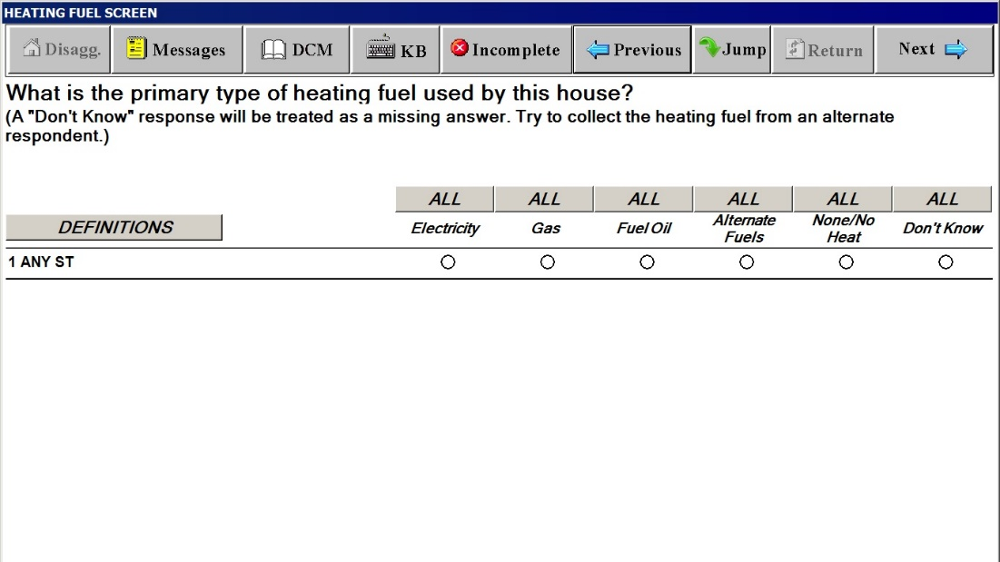 HEATING FUEL SCREEN
Disagg. Messages DCM KB Incomplete Previous Jump Return Next
What is the primary type of heating fuel used by this house?
(A "Don't Know" response will be treated as a missing answer. Try to collect the heating fuel from an alternate
respondent.)
ALL ALL ALL ALL ALL ALL
DEFINITIONS Electricity Gas Fuel Oil Alternate Fuels None/No Heat Don't Know
1 ANY ST